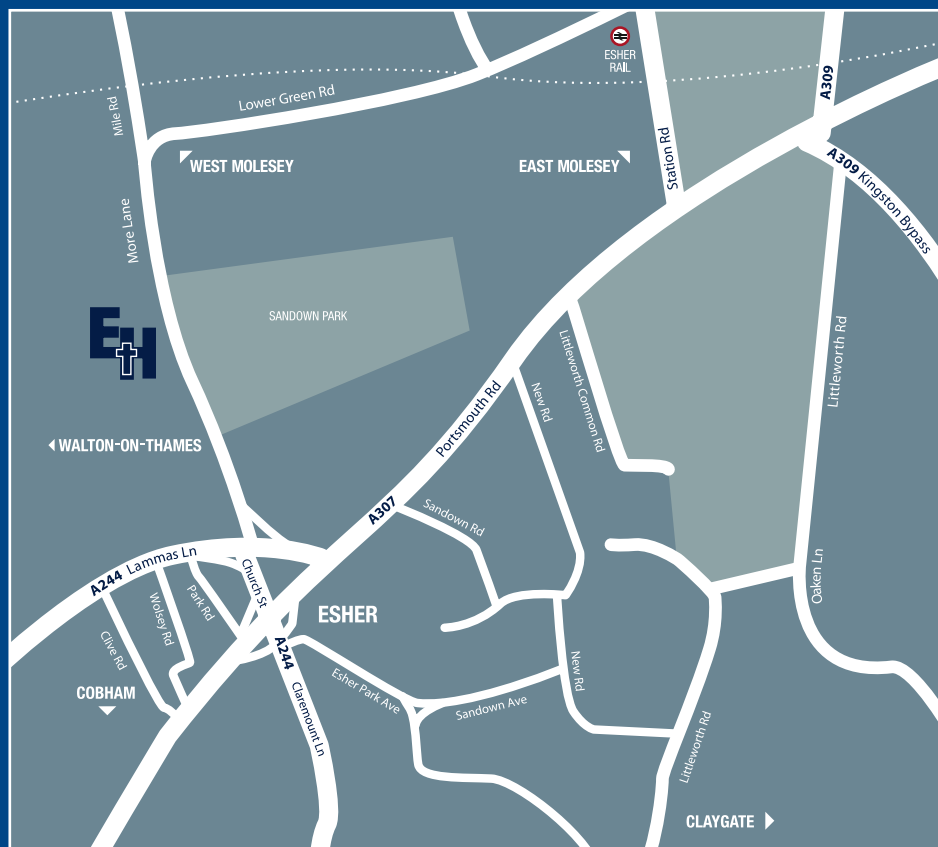 ESHER
RAIL
A309
Mile Rd
Lower Green Rd
WEST MOLESEY
EAST MOLESEY
Station Rd
A309 Kingston Bypass
More Lane
SANDOWN PARK
EH
Littleworth Common Rd
Littleworth Rd
New Rd
Portsmouth Rd
WALTON-ON-THAMES
A307
Sandown Rd
A244 Lammas Ln
Church St
Oaken Ln
Wolsey Rd
Park Rd
ESHER
Clive Rd
A244
Claremount Ln
Esher Park Ave
New Rd
COBHAM
Sandown Ave
Littleworth Rd
CLAYGATE